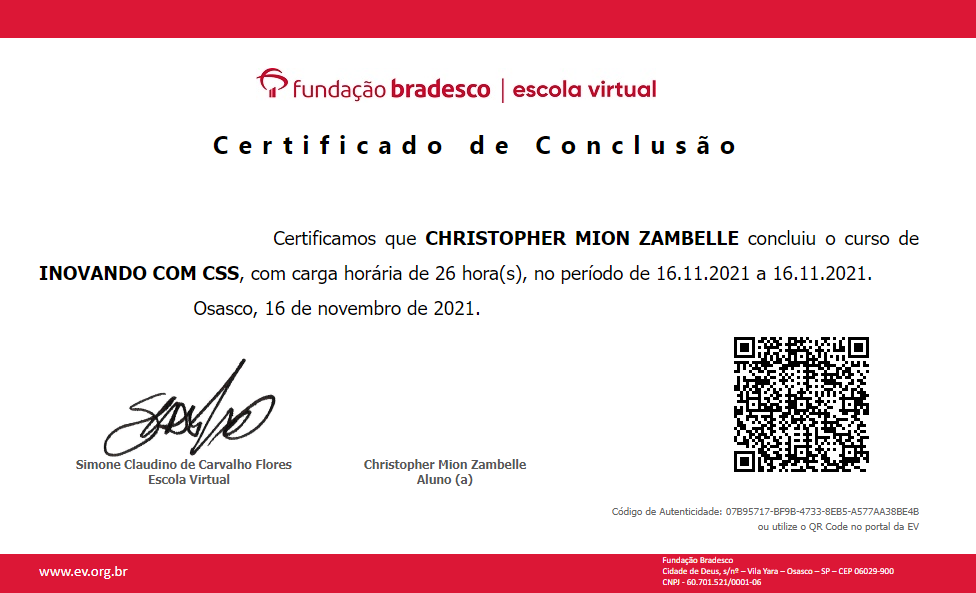 fundação bradesco | escola virtual
Certificado de Conclusão
Certificamos que CHRISTOPHER MION ZAMBELLE concluiu o curso de
INOVANDO COM CSS, com carga horária de 26 hora(s), no período de 16.11.2021 a 16.11.2021.
Osasco, 16 de novembro de 2021.
Simone Claudino de Carvalho Flores
Escola Virtual
Christopher Mion Zambelle
Aluno (a)
Código de Autenticidade: 07B95717-BF9B-4733-8EB5-A577AA38BE4B
ou utilize o QR Code no portal da EV
www.ev.org.br
Fundação Bradesco
Cidade de Deus, s/nº – Vila Yara – Osasco – SP – CEP 06029-900
CNPJ - 60.701.521/0001-06